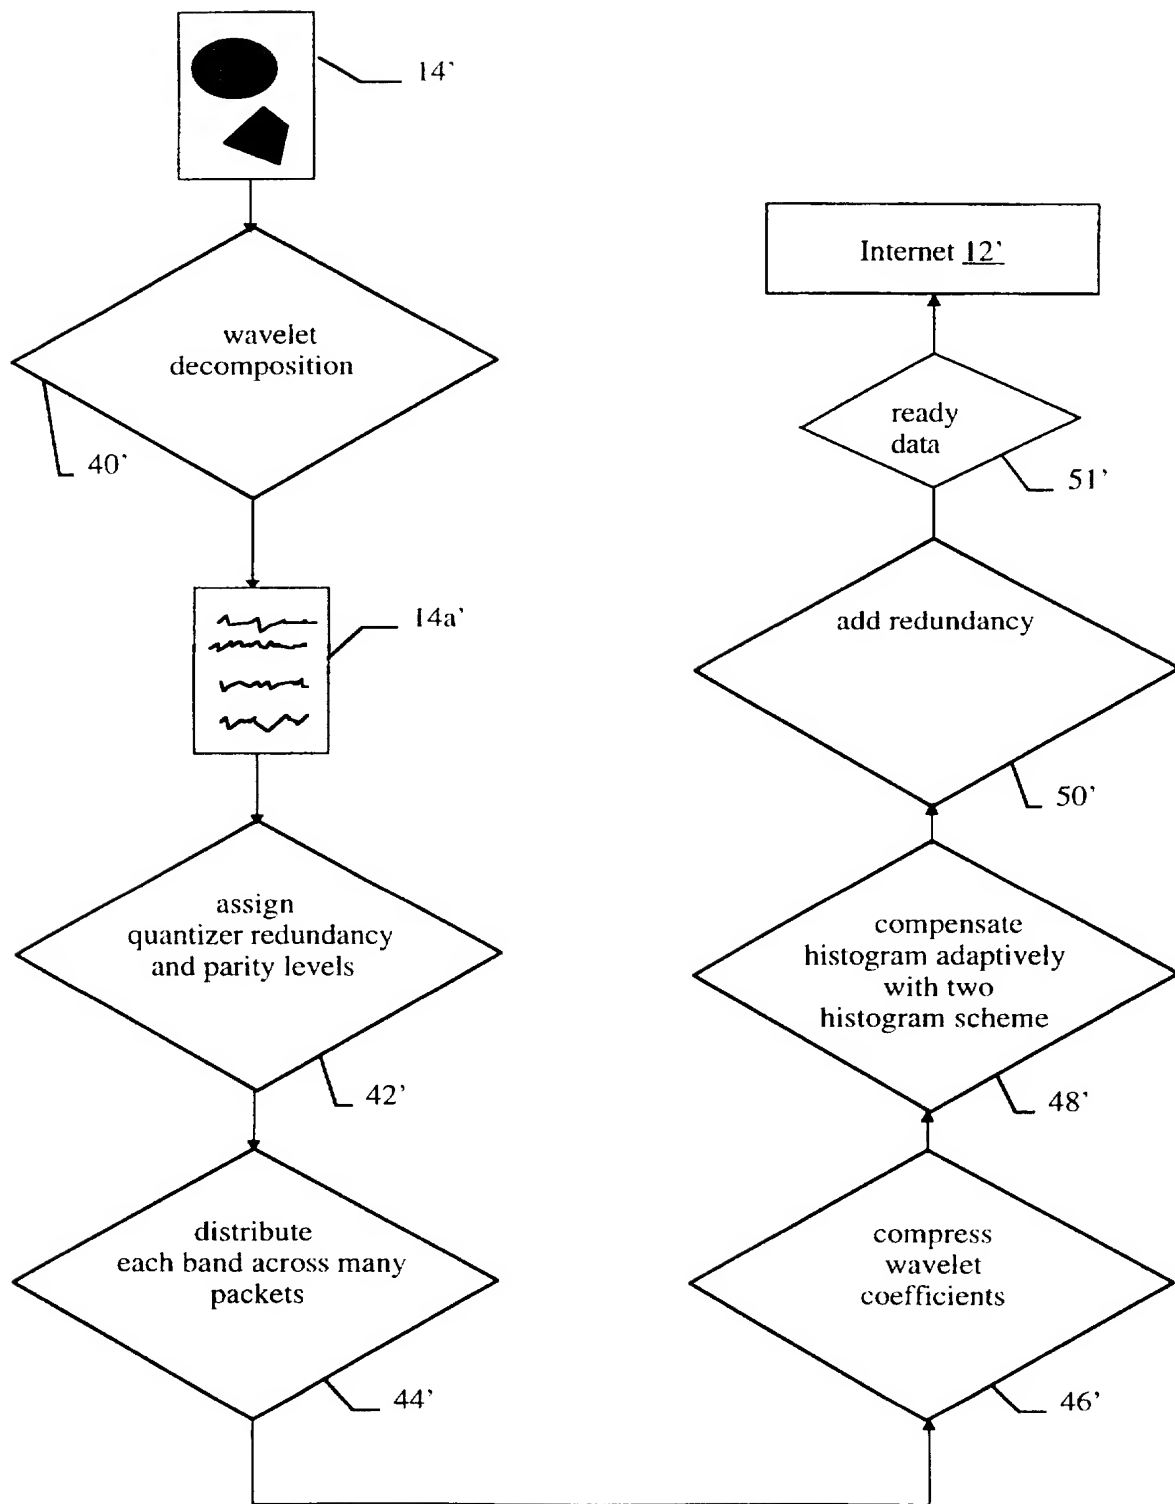 14’
wavelet
decomposition
40’
14a’
assign
quantizer redundancy
and parity levels
42’
distribute
each band across many
packets
44’
Internet 12’
ready
data
51’
add redundancy
50’
compensate
histogram adaptively
with two
histogram scheme
48’
compress
wavelet
coefficients
46’